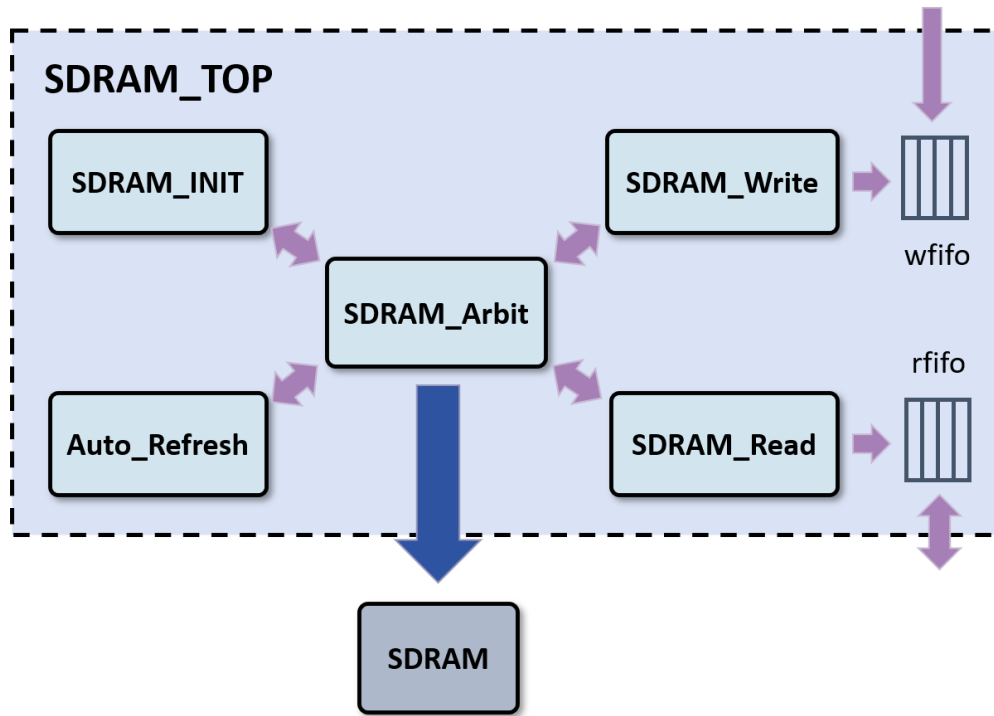 SDRAM_TOP
SDRAM_INIT
SDRAM_Write
wfifo
SDRAM_Arbit
rfifo
Auto_Refresh
SDRAM_Read
SDRAM